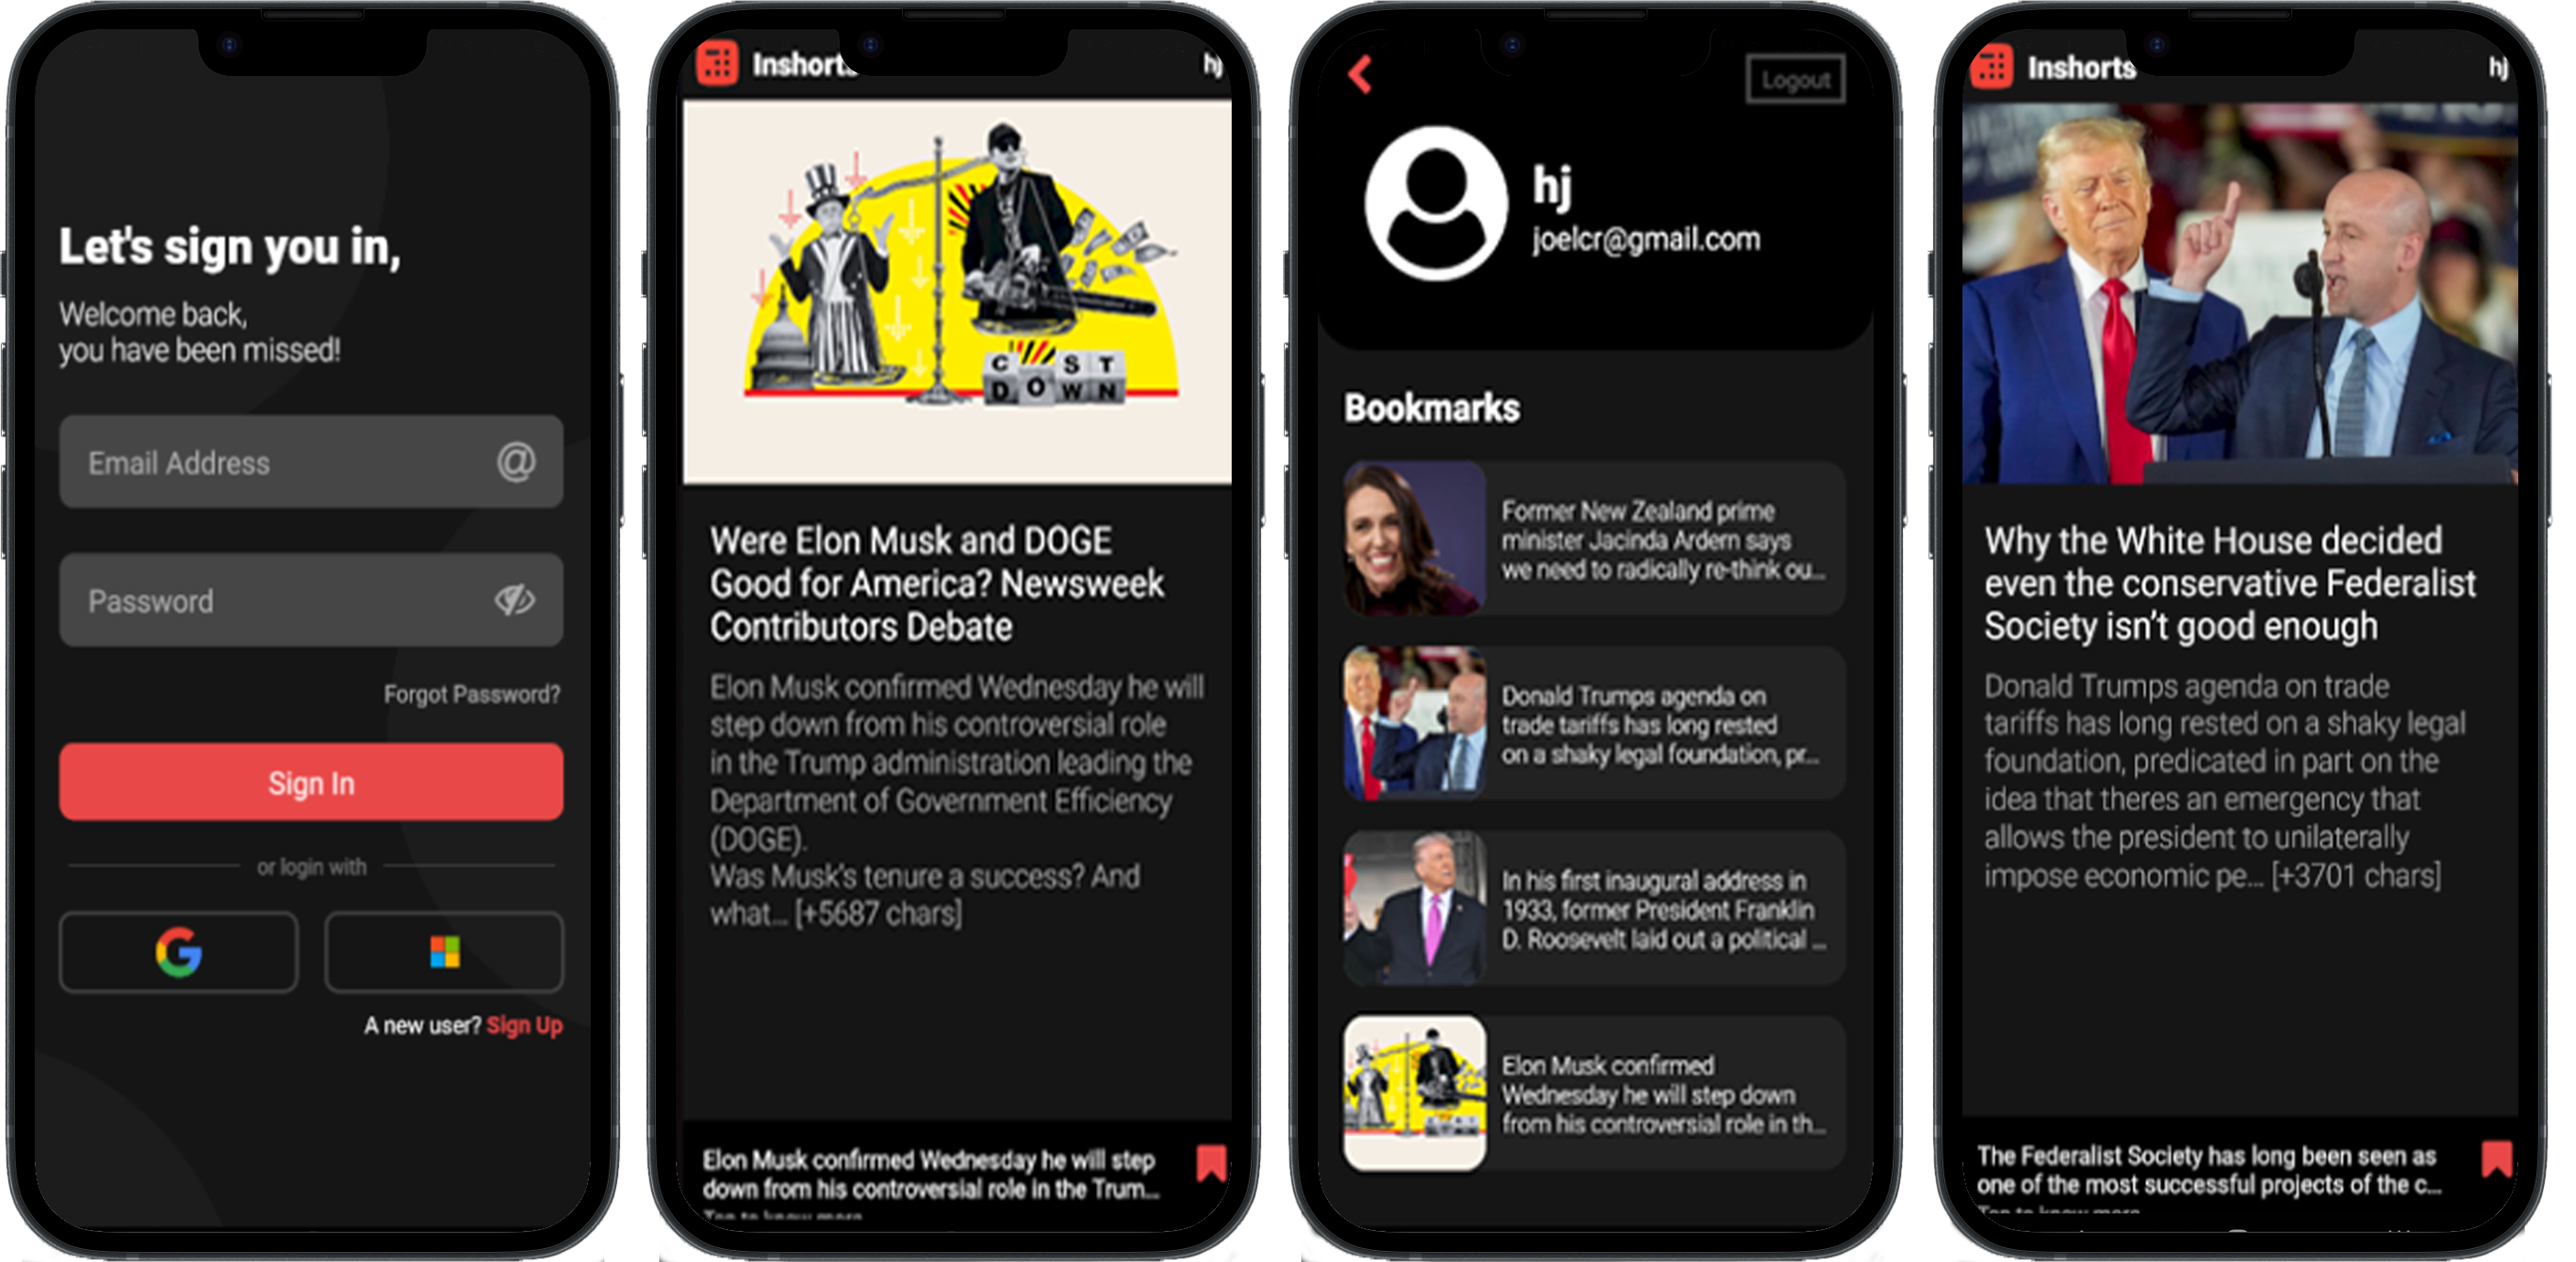 Let's sign you in,
Welcome back,
you have been missed!
Email Address
@
Password
Forgot Password?
Sign In
or login with
G
A new user? Sign Up
Inshorts
hj
C O S T
D O W N
Were Elon Musk and DOGE
Good for America? Newsweek
Contributors Debate
Elon Musk confirmed Wednesday he will
step down from his controversial role
in the Trump administration leading the
Department of Government Efficiency
(DOGE).
Was Musk's tenure a success? And
what... [+5687 chars]
Elon Musk confirmed Wednesday he will step
down from his controversial role in the Trum...
Tap to know more
Logout
hj
joelcr@gmail.com
Bookmarks
Former New Zealand prime
minister Jacinda Ardern says
we need to radically re-think ou...
Donald Trumps agenda on
trade tariffs has long rested
on a shaky legal foundation, pr...
In his first inaugural address in
1933, former President Franklin
D. Roosevelt laid out a political ...
Elon Musk confirmed
Wednesday he will step down
from his controversial role in th...
Inshorts
hj
Why the White House decided
even the conservative Federalist
Society isn't good enough
Donald Trumps agenda on trade
tariffs has long rested on a shaky legal
foundation, predicated in part on the
idea that theres an emergency that
allows the president to unilaterally
impose economic pe... [+3701 chars]
The Federalist Society has long been seen as
one of the most successful projects of the c...
Tap to know more